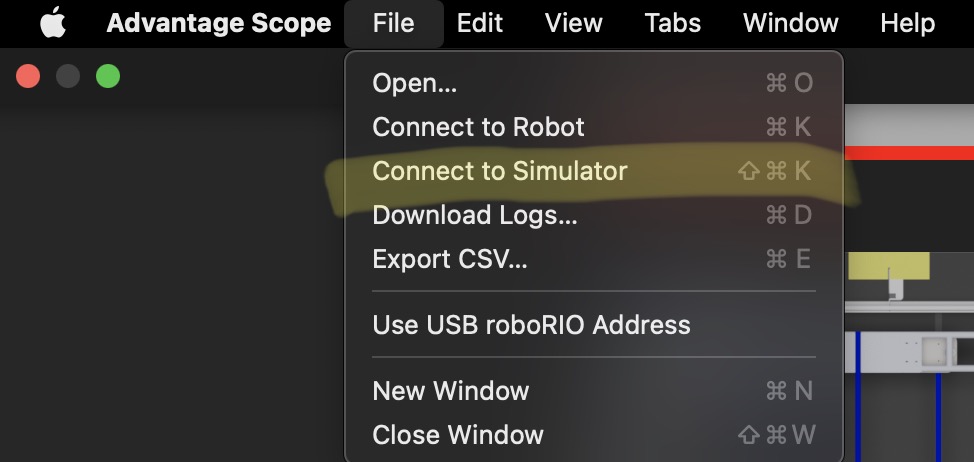 Advantage Scope File Edit View Tabs Window Help
Open... ⌘ O
Connect to Robot ⌘ K
Connect to Simulator ⇧ ⌘ K
Download Logs... ⌘ D
Export CSV... ⌘ E
Use USB roboRIO Address
New Window ⌘ N
Close Window ⇧ ⌘ W